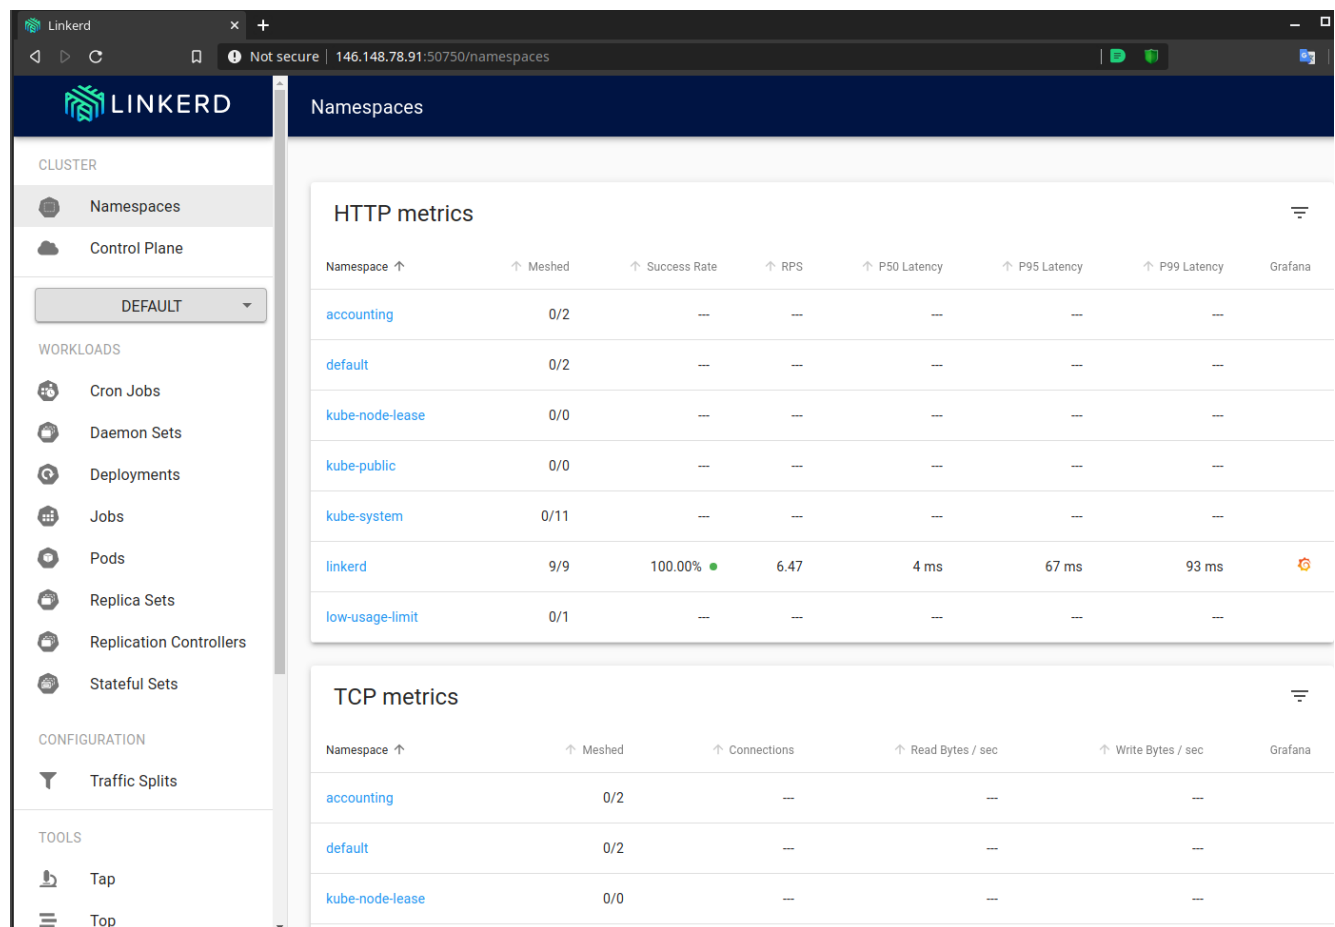 Linkerd
Not secure 146.148.78.91:50750/namespaces
LINKERD
Namespaces
CLUSTER
Namespaces
Control Plane
DEFAULT
WORKLOADS
Cron Jobs
Daemon Sets
Deployments
Jobs
Pods
Replica Sets
Replication Controllers
Stateful Sets
CONFIGURATION
Traffic Splits
TOOLS
Tap
Top
HTTP metrics
Namespace Meshed Success Rate RPS P50 Latency P95 Latency P99 Latency Grafana
accounting 0/2 --- --- --- --- ---
default 0/2 --- --- --- --- ---
kube-node-lease 0/0 --- --- --- --- ---
kube-public 0/0 --- --- --- --- ---
kube-system 0/11 --- --- --- --- ---
linkerd 9/9 100.00% 6.47 4 ms 67 ms 93 ms
low-usage-limit 0/1 --- --- --- --- ---
TCP metrics
Namespace Meshed Connections Read Bytes / sec Write Bytes / sec Grafana
accounting 0/2 --- --- ---
default 0/2 --- --- ---
kube-node-lease 0/0 --- --- ---